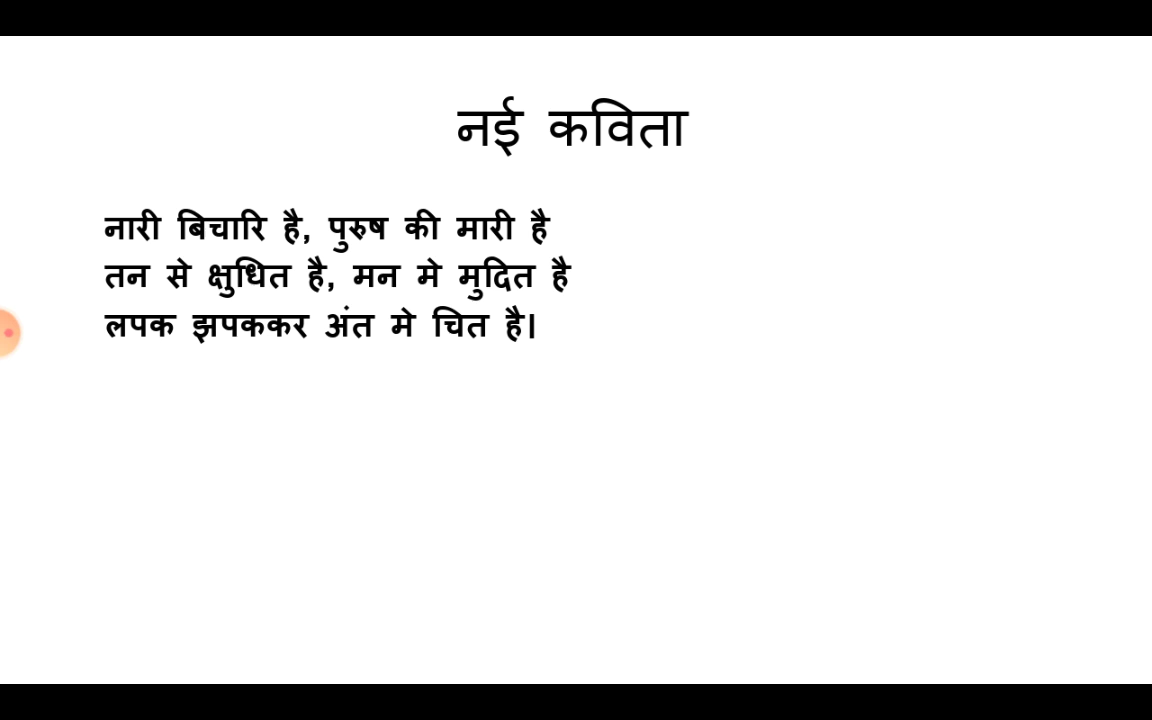 नई कविता
नारी बिचारि है, पुरुष की मारी है
तन से क्षुधित है, मन मे मुदित है
लपक झपककर अंत मे चित है।